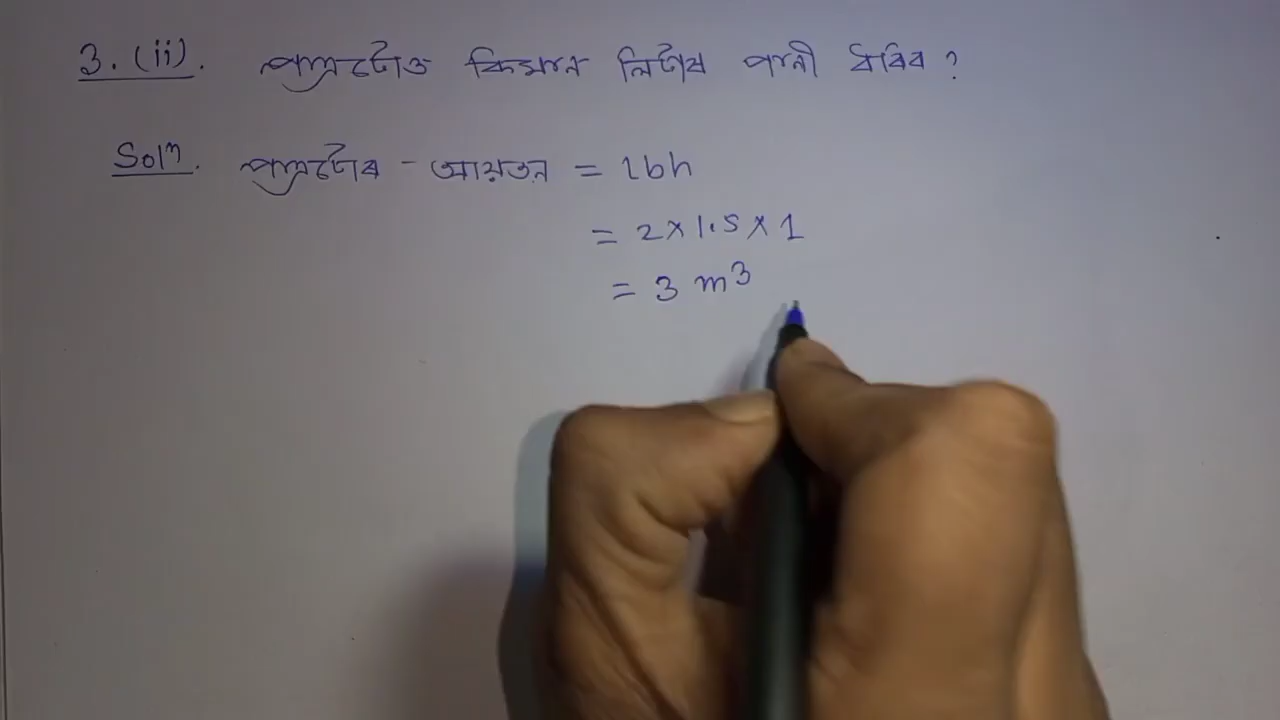 3. (ii). পাত্ৰটোত কিমান লিটাৰ পানী ধৰিব ?
Solⁿ. পাত্ৰটোৰ - আয়তন = lbh
= 2 × 1.5 × 1
= 3 m³